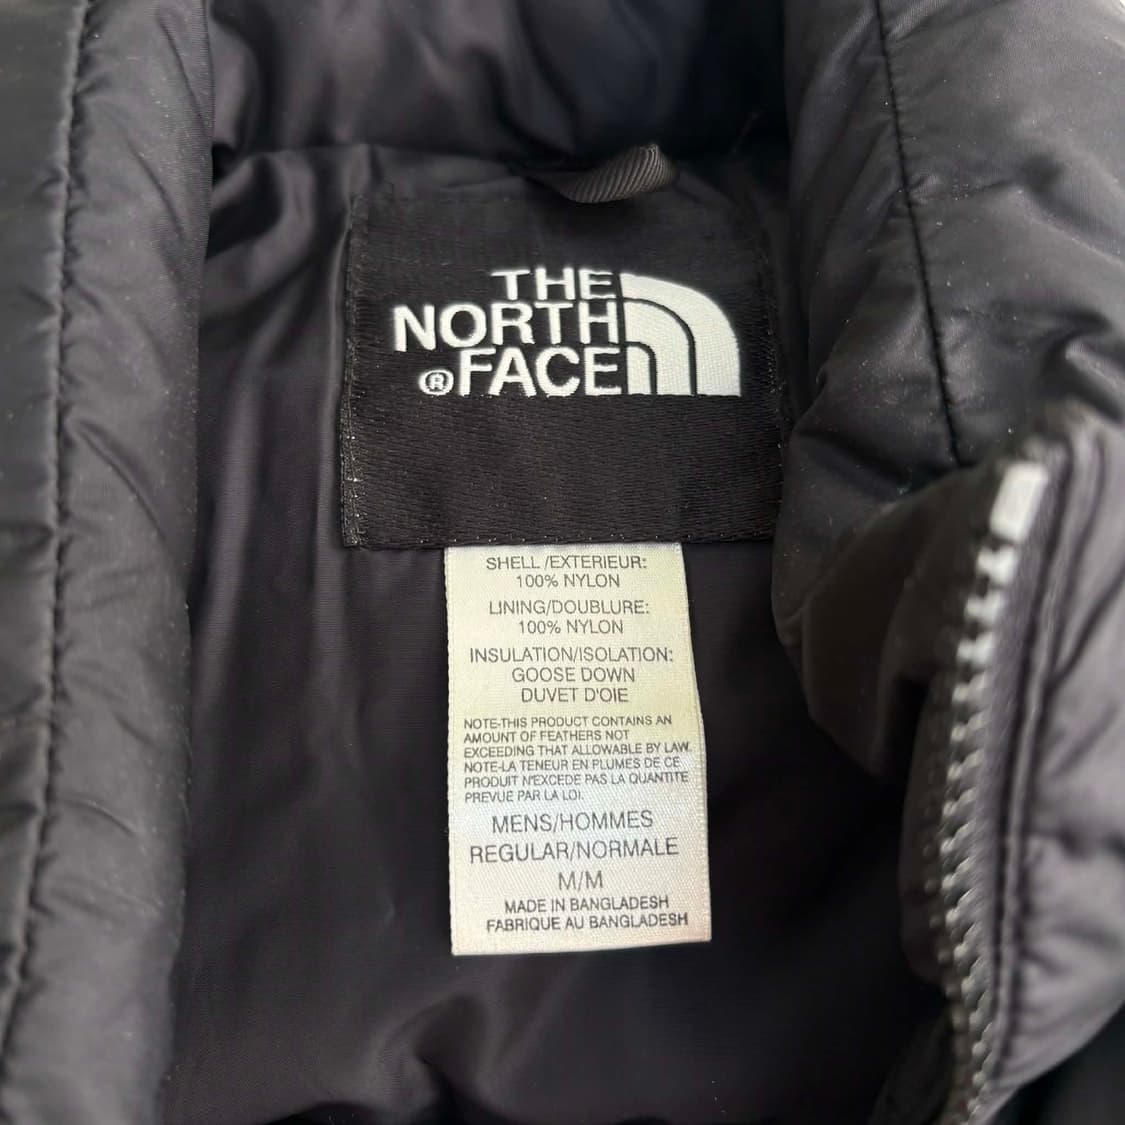 THE
NORTH
® FACE
SHELL /EXTERIEUR:
100% NYLON
LINING/DOUBLURE:
100% NYLON
INSULATION/ISOLATION:
GOOSE DOWN
DUVET D'OIE
NOTE-THIS PRODUCT CONTAINS AN
AMOUNT OF FEATHERS NOT
EXCEEDING THAT ALLOWABLE BY LAW.
NOTE-LA TENEUR EN PLUMES DE CE
PRODUIT N'EXCEDE PAS LA QUANTITE
PREVUE PAR LA LOI.
MENS/HOMMES
REGULAR/NORMALE
M/M
MADE IN BANGLADESH
FABRIQUE AU BANGLADESH